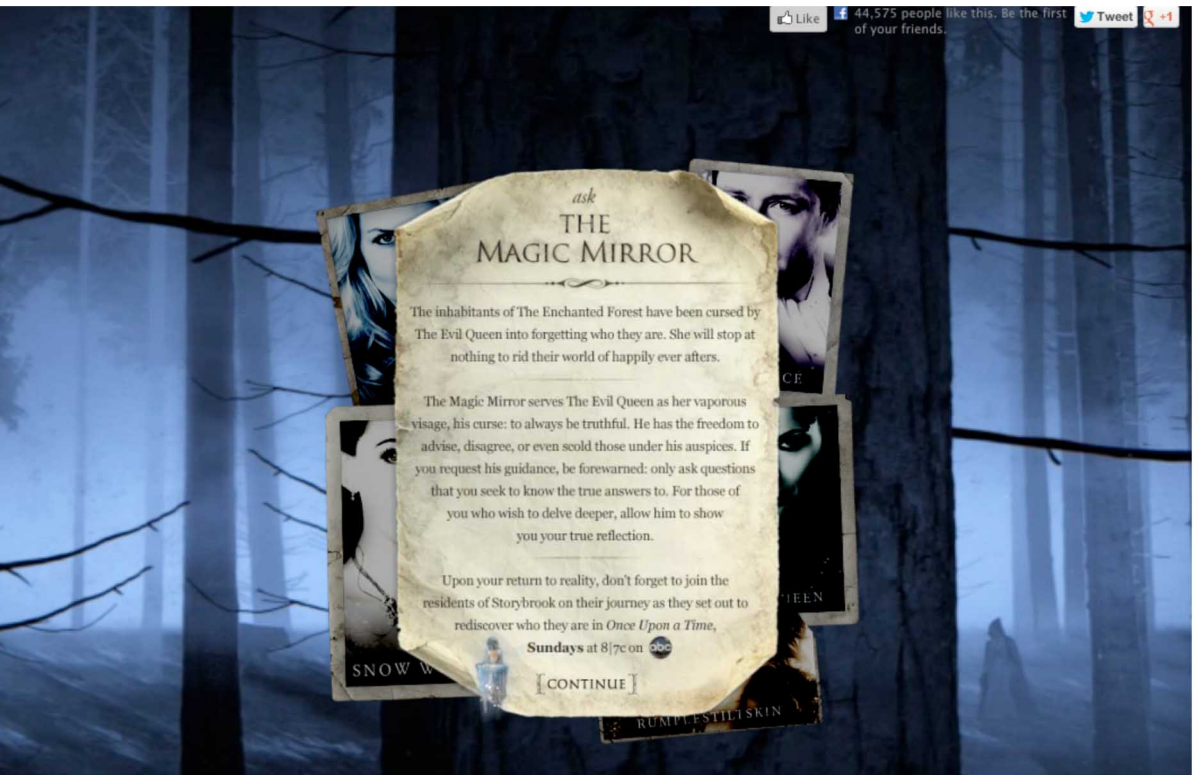 Like
44,575 people like this. Be the first
of your friends.
Tweet
+1
ask
THE
MAGIC MIRROR
The inhabitants of The Enchanted Forest have been cursed by
The Evil Queen into forgetting who they are. She will stop at
nothing to rid their world of happily ever afters.
The Magic Mirror serves The Evil Queen as her vaporous
visage, his curse: to always be truthful. He has the freedom to
advise, disagree, or even scold those under his auspices. If
you request his guidance, be forewarned: only ask questions
that you seek to know the true answers to. For those of
you who wish to delve deeper, allow him to show
you your true reflection.
Upon your return to reality, don't forget to join the
residents of Storybrook on their journey as they set out to
rediscover who they are in Once Upon a Time,
Sundays at 8|7c on abc
[CONTINUE]
CE
EEN
SNOW W
RUMPLESTILTSKIN